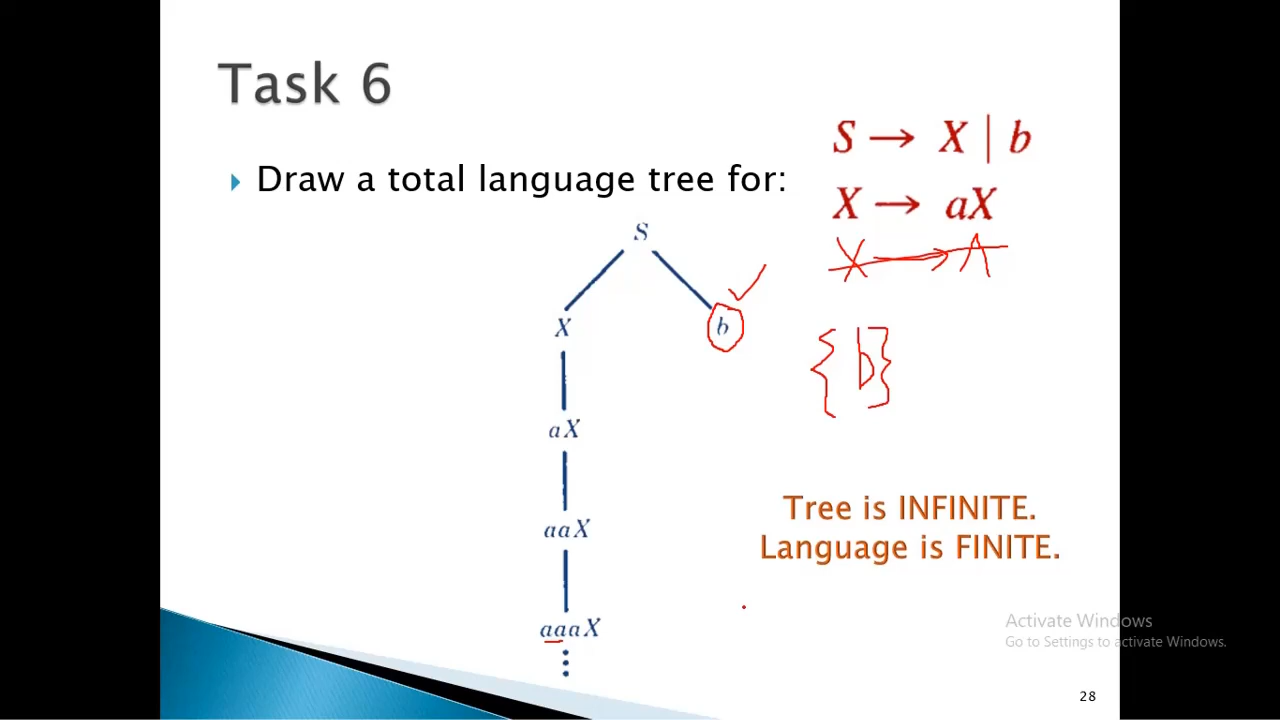 Task 6
Draw a total language tree for:
S → X | b
X → aX
X → Λ
S
X b
{b}
aX
aaX
aaaX
Tree is INFINITE.
Language is FINITE.
Activate Windows
Go to Settings to activate Windows.
28